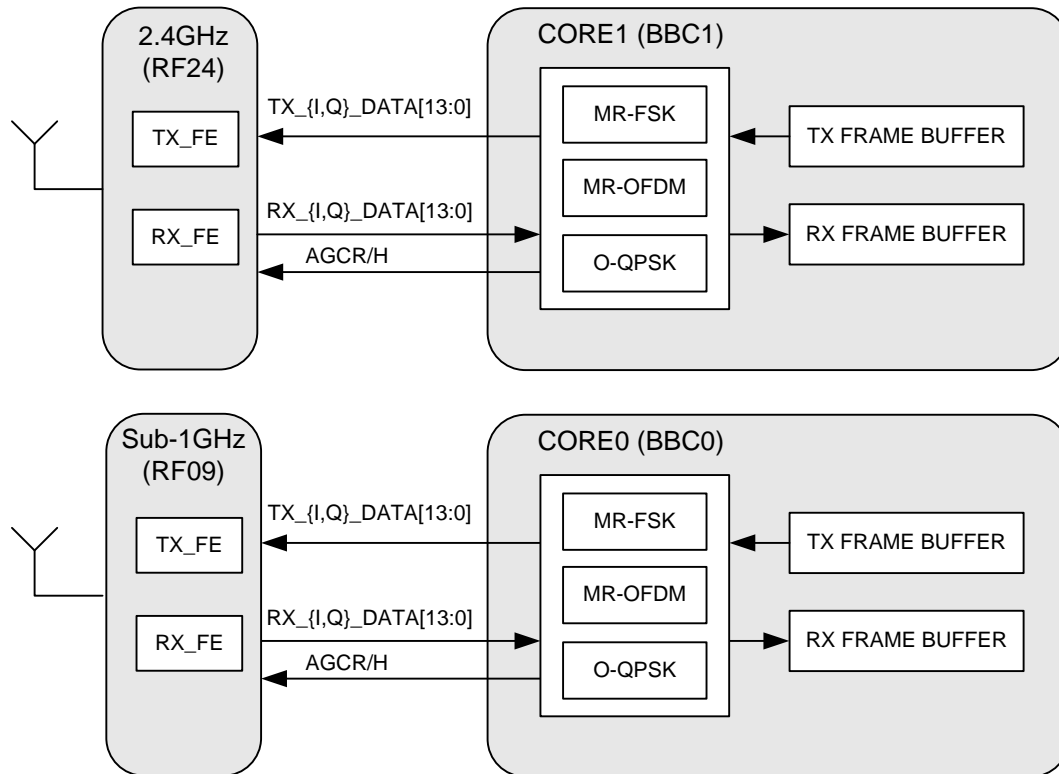 2.4GHz
(RF24)
TX_FE
RX_FE
TX_{I,Q}_DATA[13:0]
RX_{I,Q}_DATA[13:0]
AGCR/H
CORE1 (BBC1)
MR-FSK
MR-OFDM
O-QPSK
TX FRAME BUFFER
RX FRAME BUFFER
Sub-1GHz
(RF09)
TX_FE
RX_FE
TX_{I,Q}_DATA[13:0]
RX_{I,Q}_DATA[13:0]
AGCR/H
CORE0 (BBC0)
MR-FSK
MR-OFDM
O-QPSK
TX FRAME BUFFER
RX FRAME BUFFER